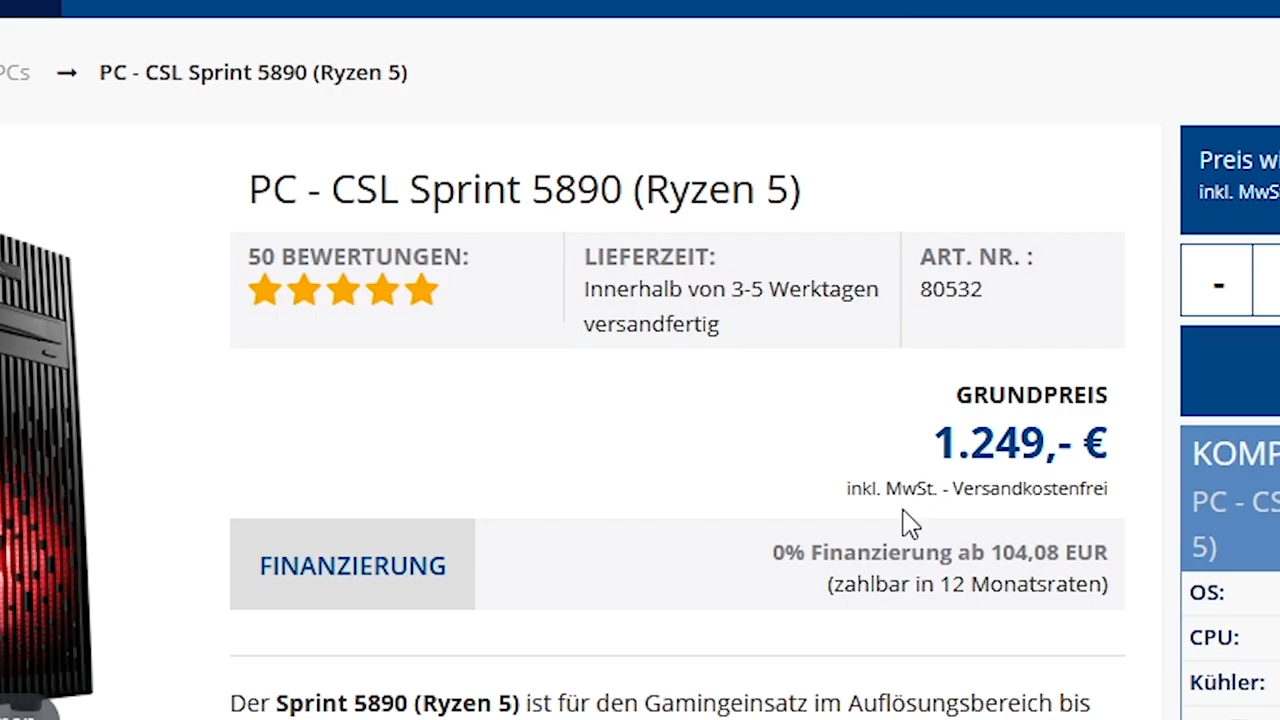 PCs → PC - CSL Sprint 5890 (Ryzen 5)
PC - CSL Sprint 5890 (Ryzen 5)
50 BEWERTUNGEN:
LIEFERZEIT:
Innerhalb von 3-5 Werktagen
versandfertig
ART. NR. :
80532
GRUNDPREIS
1.249,- €
inkl. MwSt. - Versandkostenfrei
FINANZIERUNG
0% Finanzierung ab 104,08 EUR
(zahlbar in 12 Monatsraten)
Der Sprint 5890 (Ryzen 5) ist für den Gamingeinsatz im Auflösungsbereich bis
Preis wi
inkl. MwS
-
KOMP
PC - CS
5)
OS:
CPU:
Kühler: